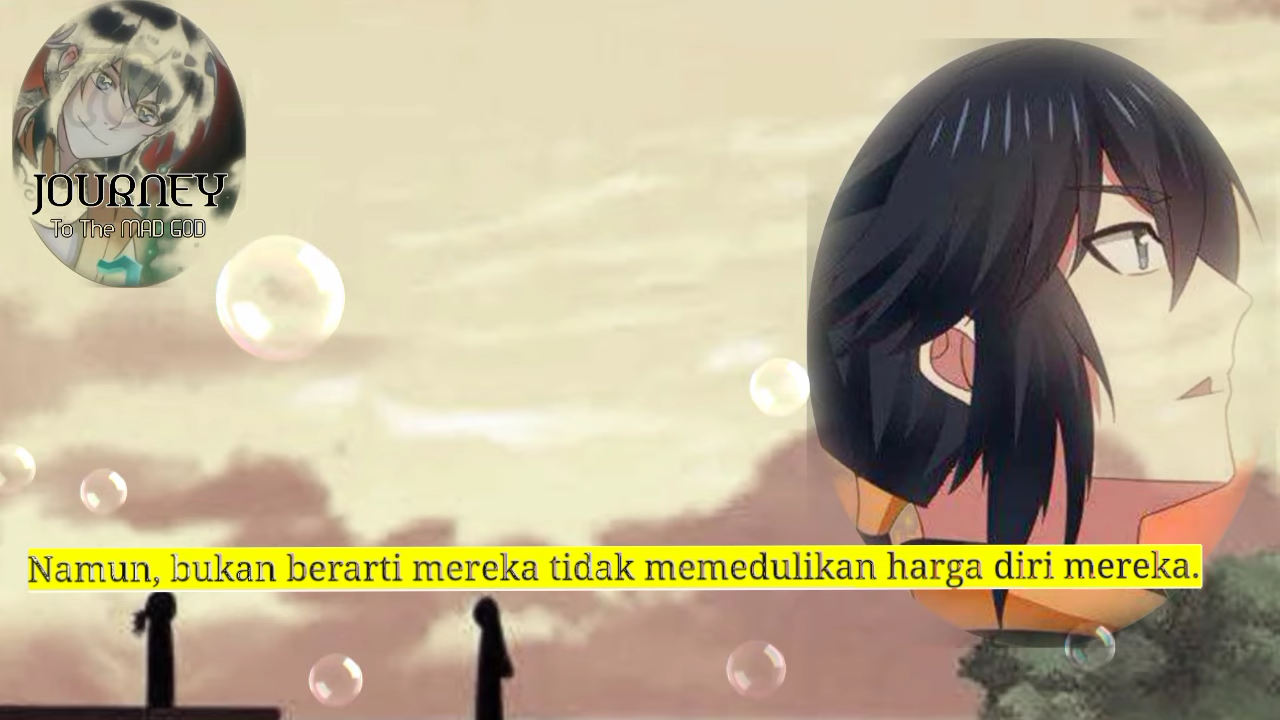 JOURNEY
To The MAD GOD
Namun, bukan berarti mereka tidak memedulikan harga diri mereka.